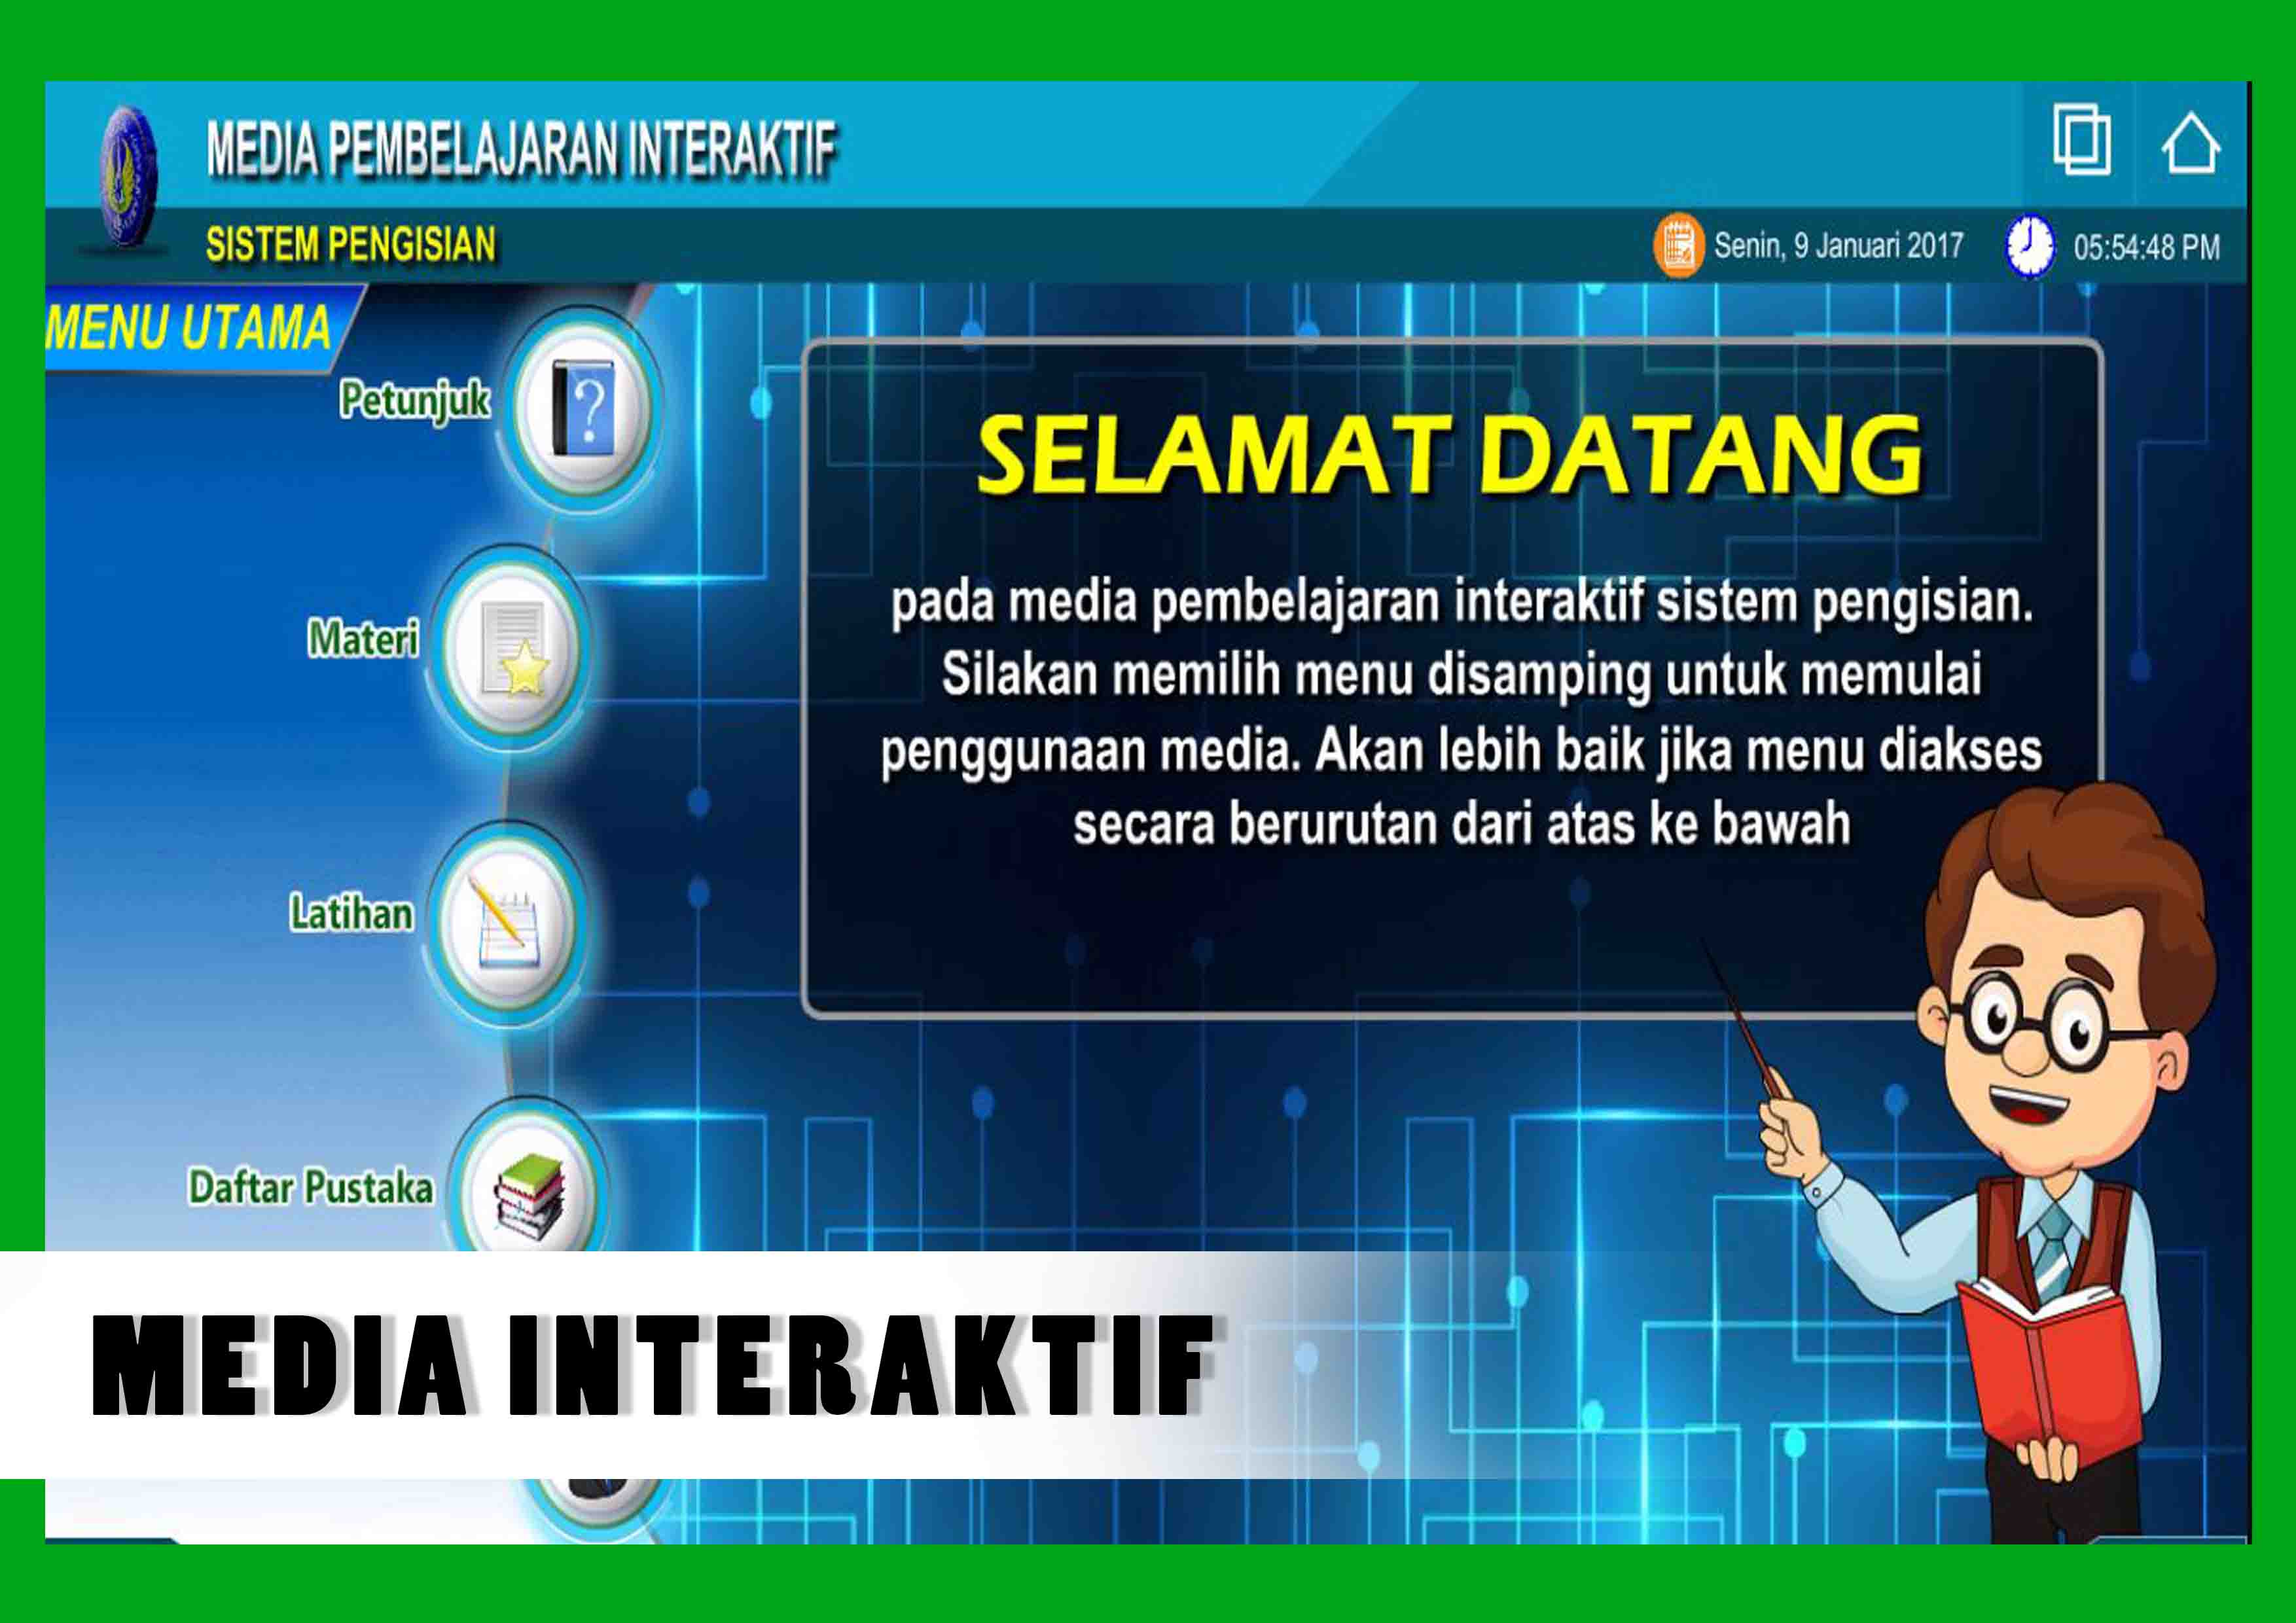 MEDIA PEMBELAJARAN INTERAKTIF
SISTEM PENGISIAN
Senin, 9 Januari 2017
05:54:48 PM
MENU UTAMA
Petunjuk
Materi
Latihan
Daftar Pustaka
SELAMAT DATANG
pada media pembelajaran interaktif sistem pengisian.
Silakan memilih menu disamping untuk memulai
penggunaan media. Akan lebih baik jika menu diakses
secara berurutan dari atas ke bawah
MEDIA INTERAKTIF